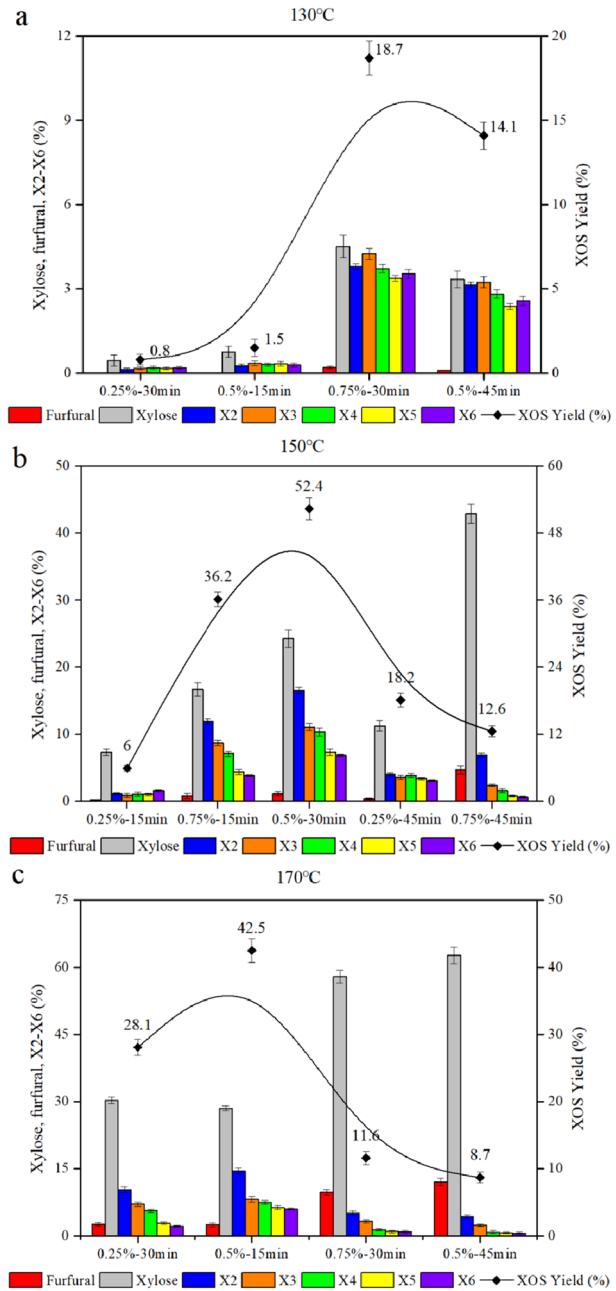 a
130℃
12
9
6
3
0
Xylose, furfural, X2-X6 (%)
20
15
10
5
0
XOS Yield (%)
0.8
1.5
18.7
14.1
0.25%-30min
0.5%-15min
0.75%-30min
0.5%-45min
Furfural Xylose X2 X3 X4 X5 X6 XOS Yield (%)
b
150℃
50
40
30
20
10
0
Xylose, furfural, X2-X6 (%)
60
48
36
24
12
0
XOS Yield (%)
6
36.2
52.4
18.2
12.6
0.25%-15min
0.75%-15min
0.5%-30min
0.25%-45min
0.75%-45min
Furfural Xylose X2 X3 X4 X5 X6 XOS Yield (%)
c
170℃
75
60
45
30
15
0
Xylose, furfural, X2-X6 (%)
50
40
30
20
10
0
XOS Yield (%)
28.1
42.5
11.6
8.7
0.25%-30min
0.5%-15min
0.75%-30min
0.5%-45min
Furfural Xylose X2 X3 X4 X5 X6 XOS Yield (%)